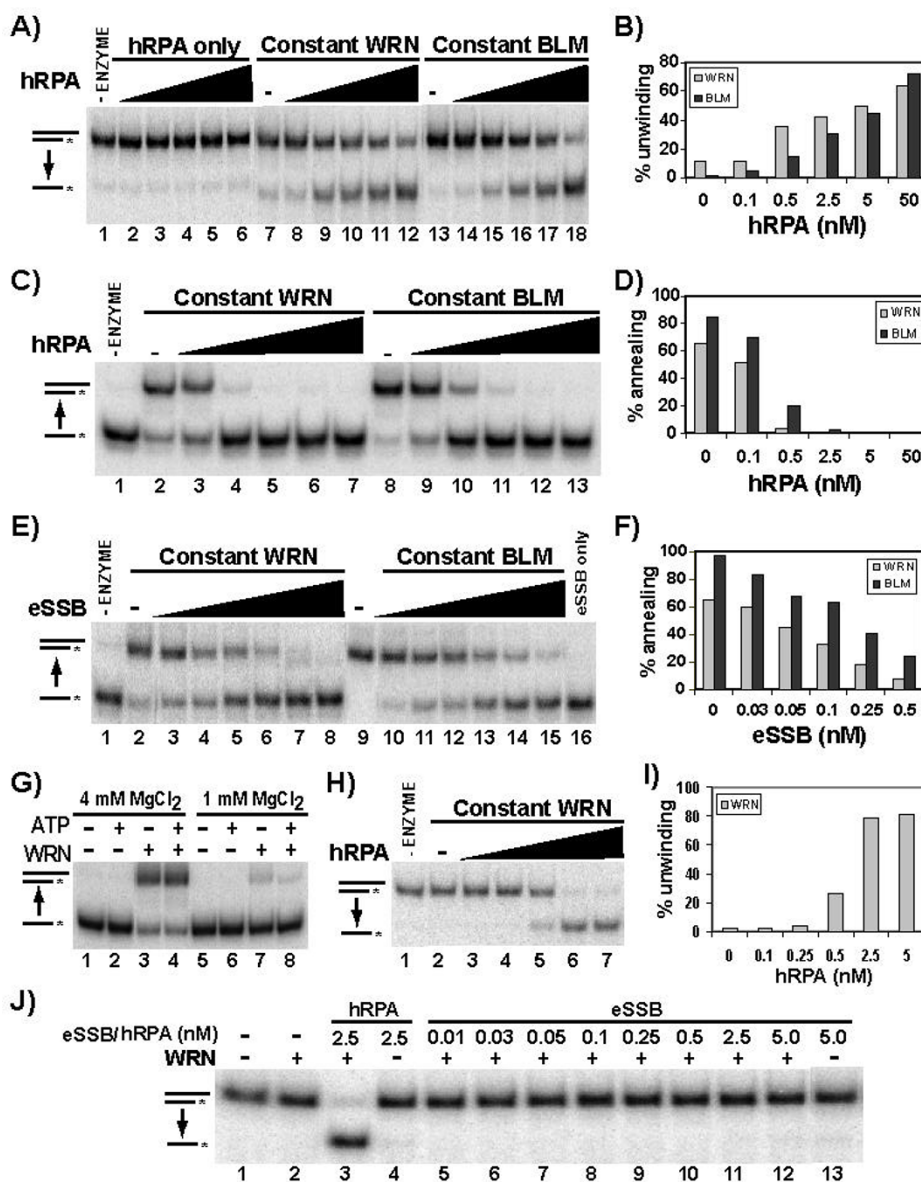 A)
- ENZYME
hRPA only
Constant WRN
Constant BLM
hRPA
-
-
*
*
1 2 3 4 5 6 7 8 9 10 11 12 13 14 15 16 17 18
B)
% unwinding
80
60
40
20
0
WRN
BLM
0 0.1 0.5 2.5 5 50
hRPA (nM)
C)
- ENZYME
Constant WRN
Constant BLM
hRPA
-
-
*
*
1 2 3 4 5 6 7 8 9 10 11 12 13
D)
% annealing
100
80
60
40
20
0
WRN
BLM
0 0.1 0.5 2.5 5 50
hRPA (nM)
E)
- ENZYME
Constant WRN
Constant BLM
eSSB only
eSSB
-
-
*
*
1 2 3 4 5 6 7 8 9 10 11 12 13 14 15 16
F)
% annealing
100
80
60
40
20
0
WRN
BLM
0 0.03 0.05 0.1 0.25 0.5
eSSB (nM)
G)
4 mM MgCl2 1 mM MgCl2
ATP - + - + - + - +
WRN - - + + - - + +
*
*
1 2 3 4 5 6 7 8
H)
- ENZYME
Constant WRN
hRPA
-
*
*
1 2 3 4 5 6 7
I)
% unwinding
100
80
60
40
20
0
WRN
0 0.1 0.25 0.5 2.5 5
hRPA (nM)
J)
hRPA eSSB
eSSB/hRPA (nM) - - 2.5 2.5 0.01 0.03 0.05 0.1 0.25 0.5 2.5 5.0 5.0
WRN - + + - + + + + + + + + -
*
*
1 2 3 4 5 6 7 8 9 10 11 12 13